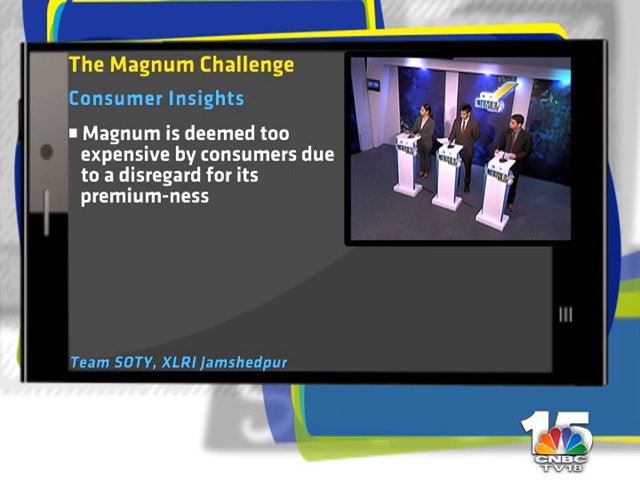 The Magnum Challenge
Consumer Insights
Magnum is deemed too
expensive by consumers due
to a disregard for its
premium-ness
Team SOTY, XLRI Jamshedpur
15
CNBC
TV18